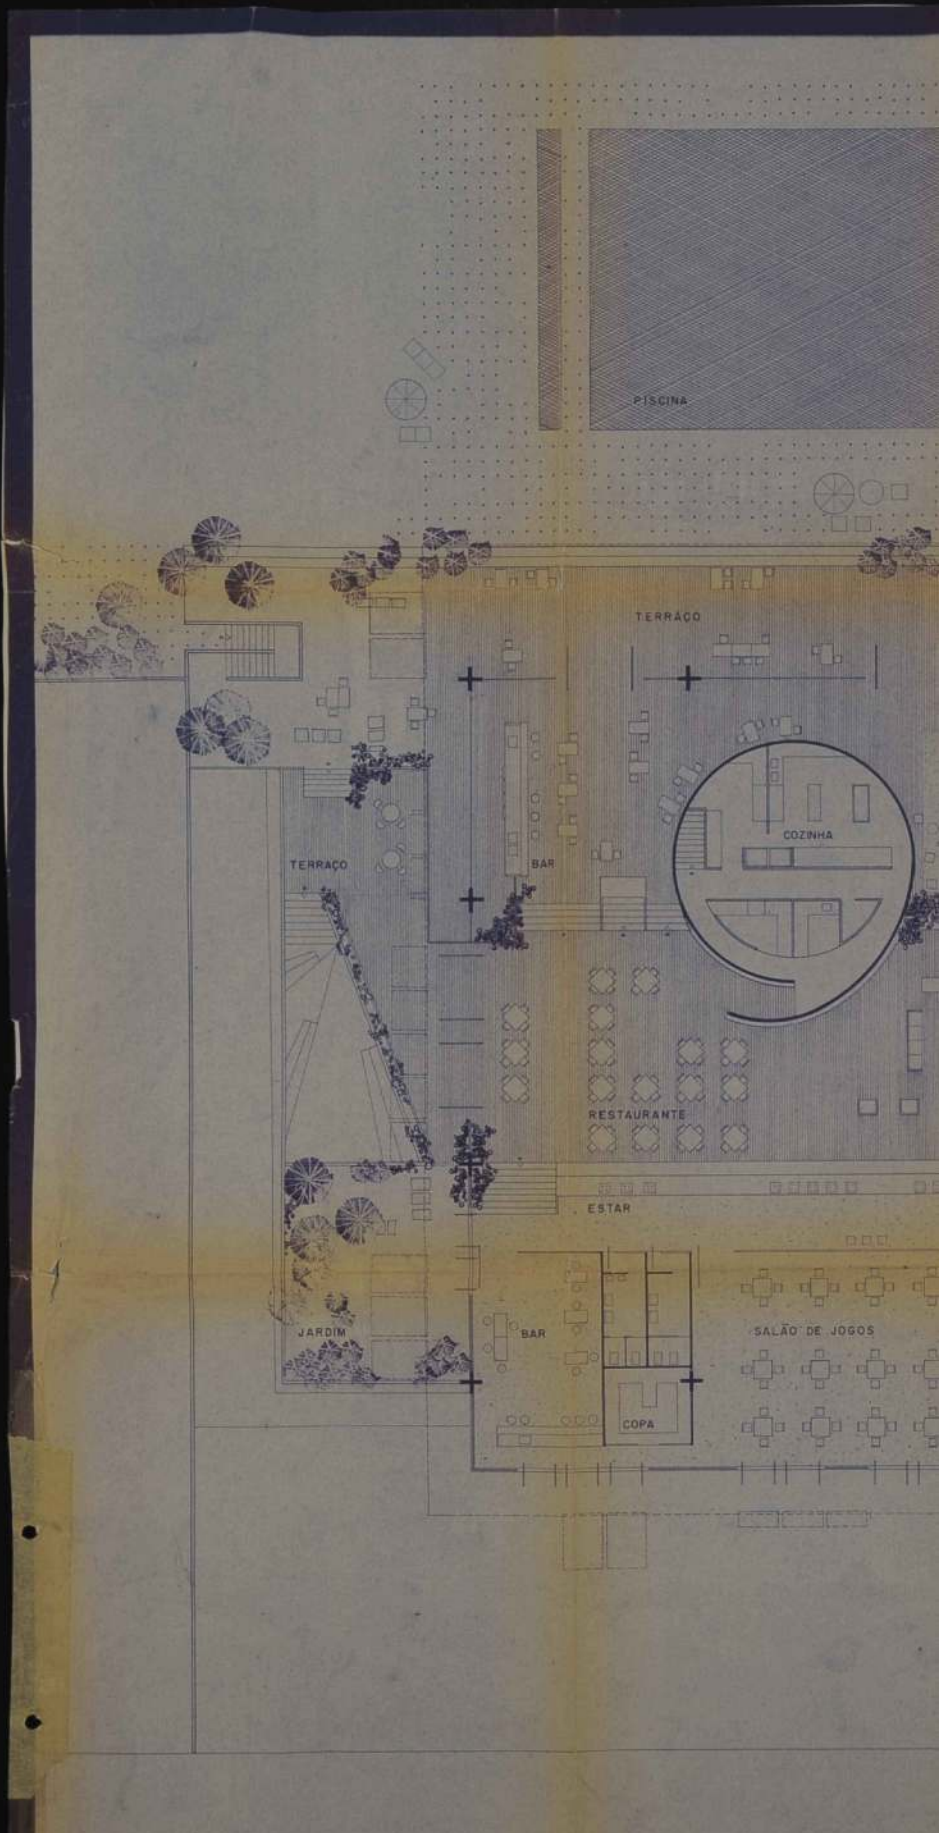 PISCINA
TERRAÇO
COZINHA
TERRAÇO
BAR
RESTAURANTE
ESTAR
JARDIM
BAR
SALÃO DE JOGOS
COPA